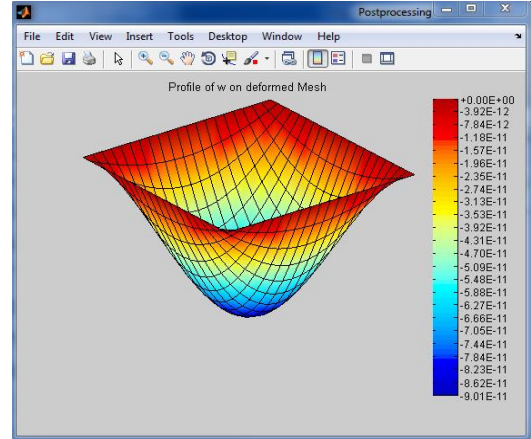 Postprocessing
File Edit View Insert Tools Desktop Window Help
Profile of w on deformed Mesh
+0.00E+00
-3.92E-12
-7.84E-12
-1.18E-11
-1.57E-11
-1.96E-11
-2.35E-11
-2.74E-11
-3.13E-11
-3.53E-11
-3.92E-11
-4.31E-11
-4.70E-11
-5.09E-11
-5.48E-11
-5.88E-11
-6.27E-11
-6.66E-11
-7.05E-11
-7.44E-11
-7.84E-11
-8.23E-11
-8.62E-11
-9.01E-11